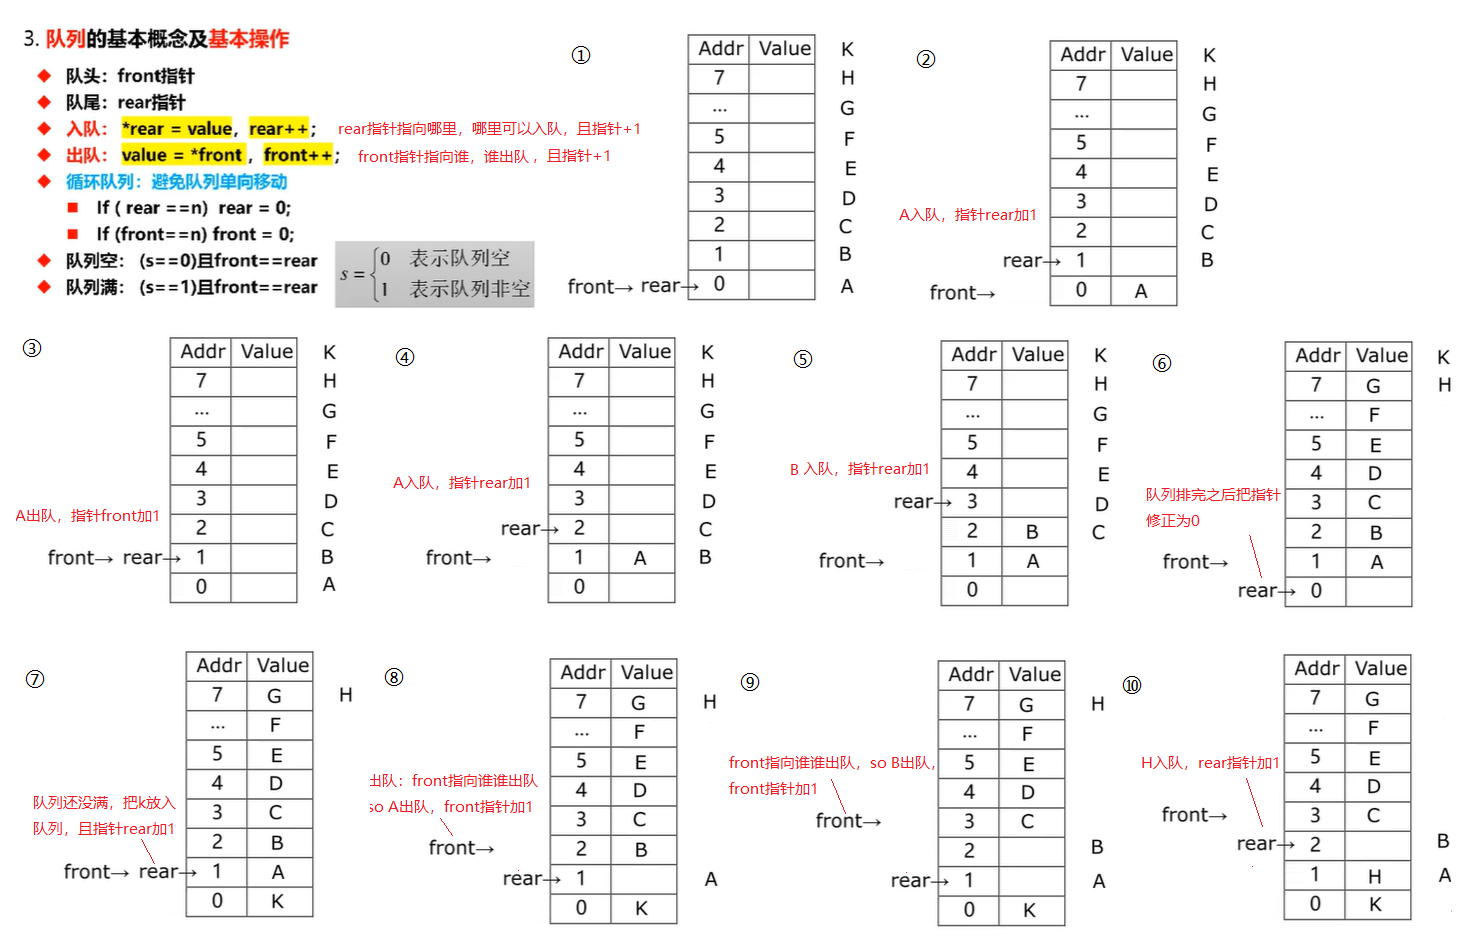 3. 队列的基本概念及基本操作
◆ 队头：front指针
◆ 队尾：rear指针
◆ 入队： *rear = value，rear++； rear指针指向哪里，哪里可以入队，且指针+1
◆ 出队： value = *front ，front++； front指针指向谁，谁出队 ，且指针+1
◆ 循环队列：避免队列单向移动
■ If ( rear ==n) rear = 0;
■ If (front==n) front = 0;
◆ 队列空： (s==0)且front==rear
◆ 队列满： (s==1)且front==rear
s = { 0 表示队列空
1 表示队列非空
①
Addr Value K
7 H
... G
5 F
4 E
3 D
2 C
1 B
front→ rear→ 0 A
②
Addr Value K
7 H
... G
5 F
4 E
A入队，指针rear加1
3 D
2 C
rear→ 1 B
front→ 0 A
③
Addr Value K
7 H
... G
5 F
4 E
3 D
A出队，指针front加1
2 C
front→ rear→ 1 B
0 A
④
Addr Value K
7 H
... G
5 F
4 E
A入队，指针rear加1
3 D
rear→ 2 C
front→ 1 A B
0
⑤
Addr Value K
7 H
... G
5 F
4 E
B 入队，指针rear加1
rear→ 3 D
2 B C
front→ 1 A
0
⑥
Addr Value K
7 G H
... F
5 E
4 D
队列排完之后把指针
修正为0
3 C
2 B
front→ 1 A
rear→ 0
⑦
Addr Value
7 G H
... F
5 E
4 D
队列还没满，把k放入
队列，且指针rear加1
3 C
2 B
front→ rear→ 1 A
0 K
⑧
Addr Value
7 G H
... F
5 E
出队：front指向谁谁出队
so A出队，front指针加1
4 D
3 C
front→ 2 B
rear→ 1 A
0 K
⑨
Addr Value
7 G H
... F
front指向谁谁出队，so B出队，
front指针加1
5 E
4 D
front→ 3 C
2 B
rear→ 1 A
0 K
⑩
Addr Value
7 G
... F
H入队，rear指针加1
5 E
4 D
front→ 3 C
rear→ 2 B
1 H A
0 K